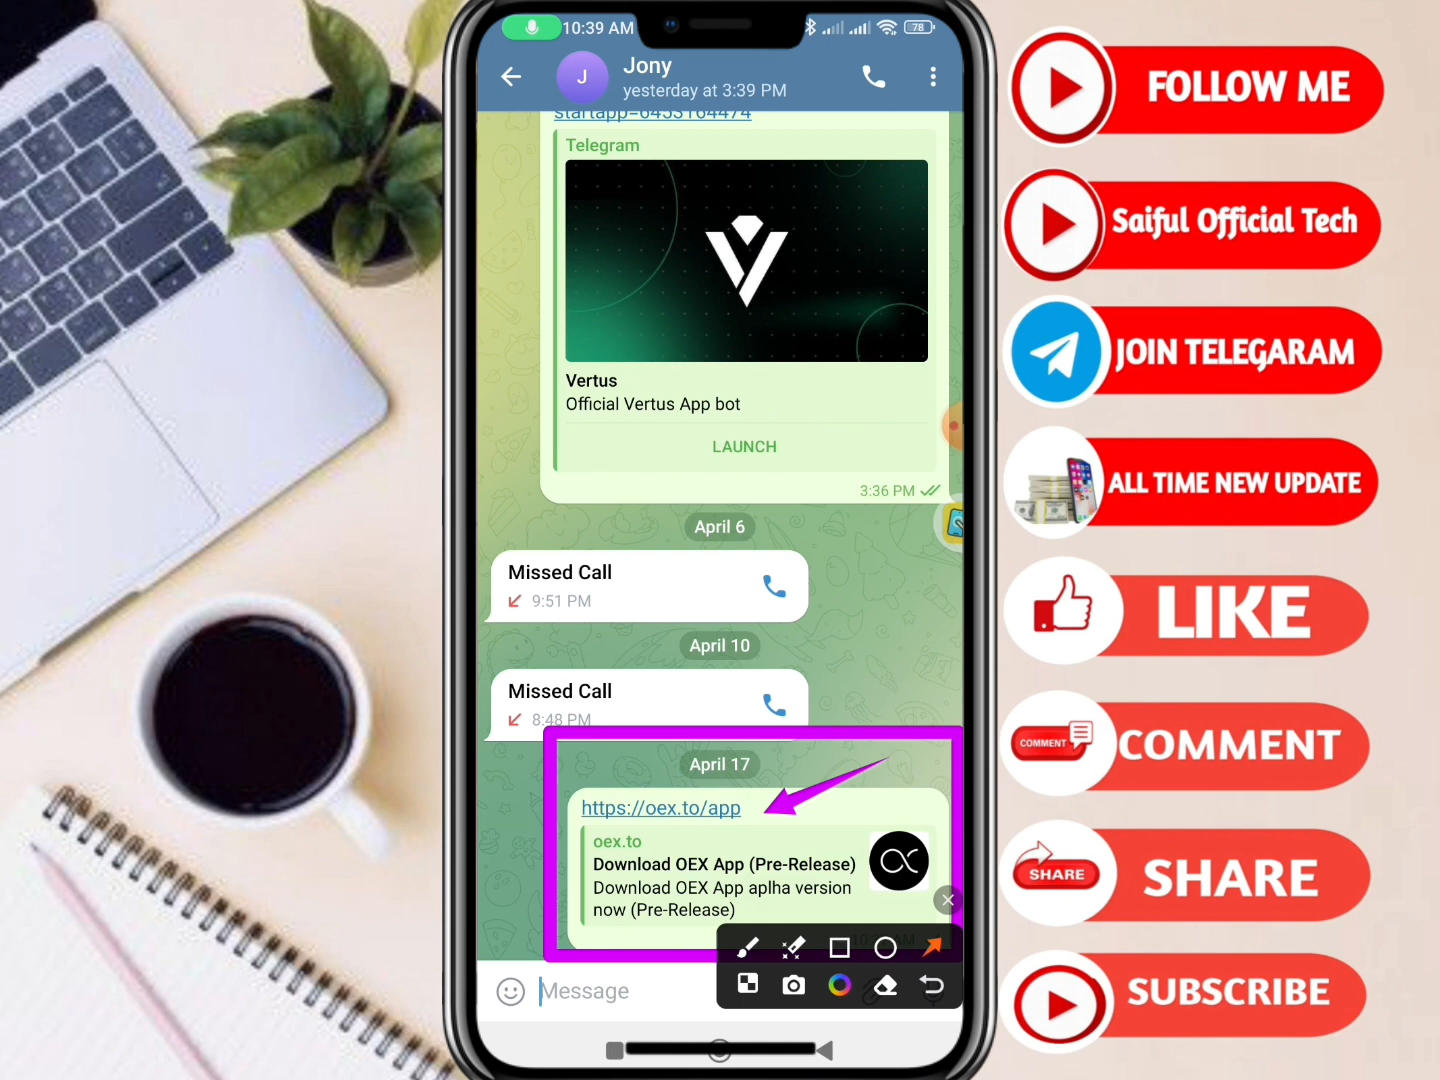 10:39 AM
78
J
Jony
yesterday at 3:39 PM
startapp=6453164474
Telegram
Vertus
Official Vertus App bot
LAUNCH
3:36 PM
April 6
Missed Call
9:51 PM
April 10
Missed Call
8:48 PM
April 17
https://oex.to/app
oex.to
Download OEX App (Pre-Release)
Download OEX App aplha version
now (Pre-Release)
Message
FOLLOW ME
Saiful Official Tech
JOIN TELEGARAM
ALL TIME NEW UPDATE
LIKE
COMMENT
COMMENT
SHARE
SHARE
SUBSCRIBE